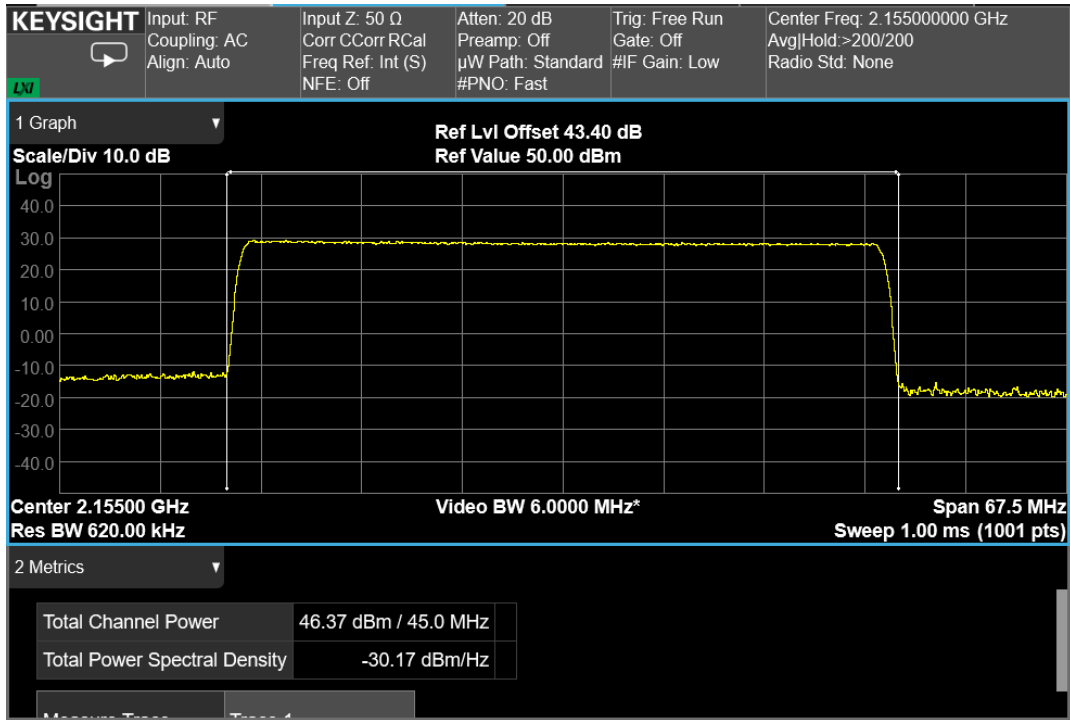 KEYSIGHT Input: RF Input Z: 50 Ω Atten: 20 dB Trig: Free Run Center Freq: 2.155000000 GHz
Coupling: AC Corr CCorr RCal Preamp: Off Gate: Off Avg|Hold:>200/200
Align: Auto Freq Ref: Int (S) µW Path: Standard #IF Gain: Low Radio Std: None
LXI NFE: Off #PNO: Fast
1 Graph ▼
Ref Lvl Offset 43.40 dB
Scale/Div 10.0 dB Ref Value 50.00 dBm
Log
40.0
30.0
20.0
10.0
0.00
-10.0
-20.0
-30.0
-40.0
Center 2.15500 GHz Video BW 6.0000 MHz* Span 67.5 MHz
Res BW 620.00 kHz Sweep 1.00 ms (1001 pts)
2 Metrics ▼
Total Channel Power 46.37 dBm / 45.0 MHz
Total Power Spectral Density -30.17 dBm/Hz
Measure Trace Trace 1